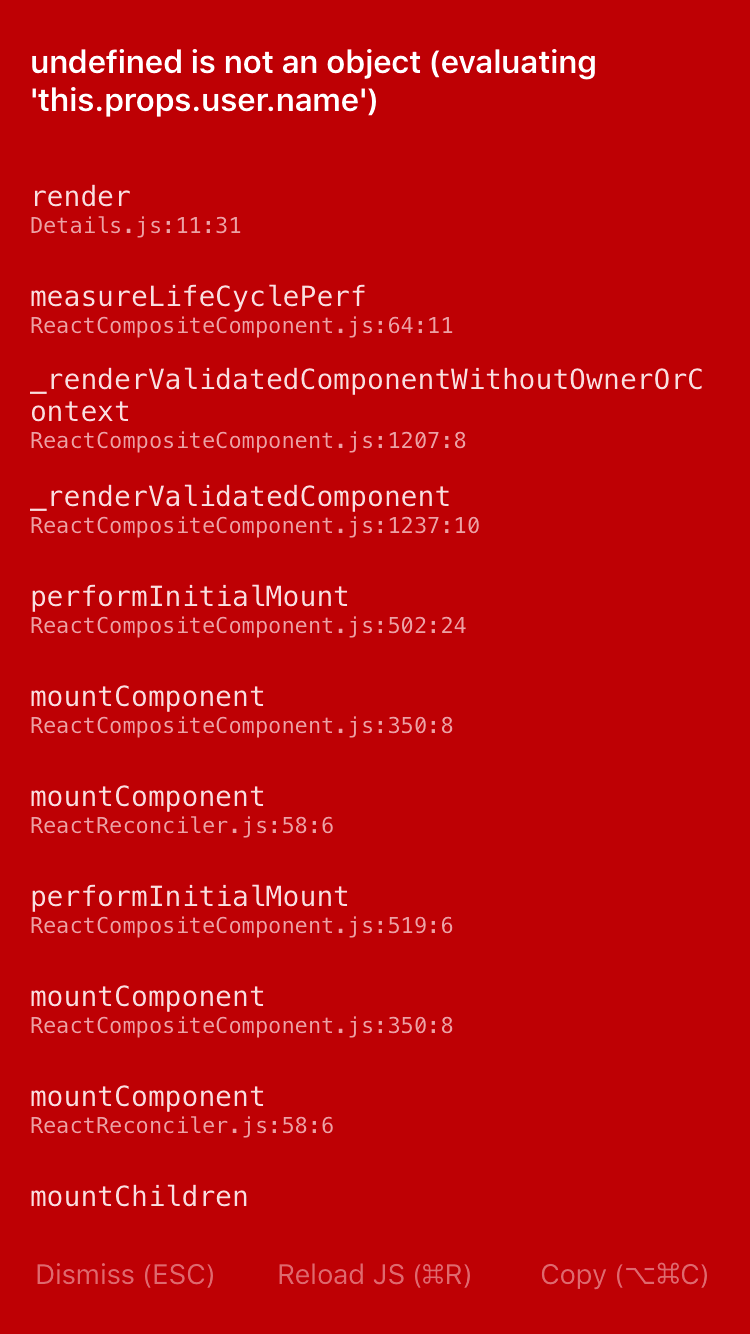 undefined is not an object (evaluating
'this.props.user.name')
render
Details.js:11:31
measureLifeCyclePerf
ReactCompositeComponent.js:64:11
_renderValidatedComponentWithoutOwnerOrC
ontext
ReactCompositeComponent.js:1207:8
_renderValidatedComponent
ReactCompositeComponent.js:1237:10
performInitialMount
ReactCompositeComponent.js:502:24
mountComponent
ReactCompositeComponent.js:350:8
mountComponent
ReactReconciler.js:58:6
performInitialMount
ReactCompositeComponent.js:519:6
mountComponent
ReactCompositeComponent.js:350:8
mountComponent
ReactReconciler.js:58:6
mountChildren
Dismiss (ESC) Reload JS (⌘R) Copy (⌥⌘C)